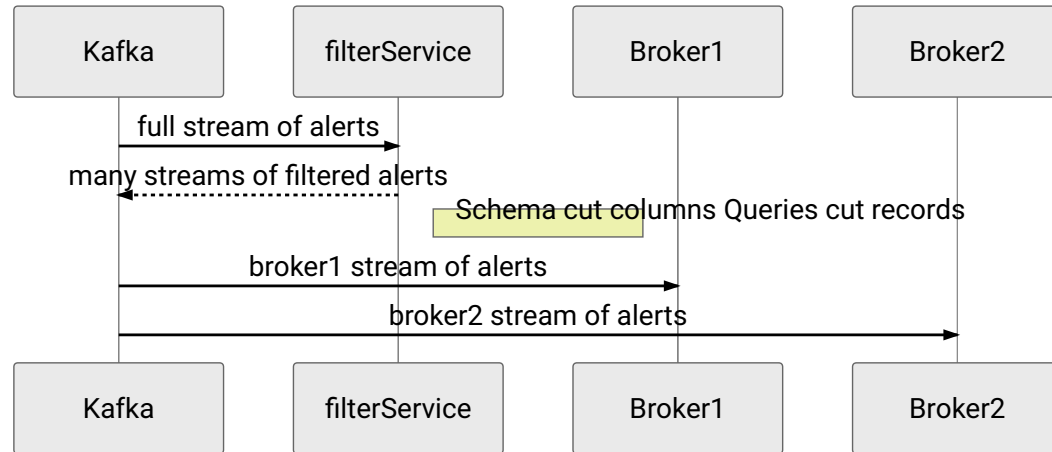 Kafka
filterService
Broker1
Broker2
full stream of alerts
many streams of filtered alerts
Schema cut columns Queries cut records
broker1 stream of alerts
broker2 stream of alerts
Kafka
filterService
Broker1
Broker2